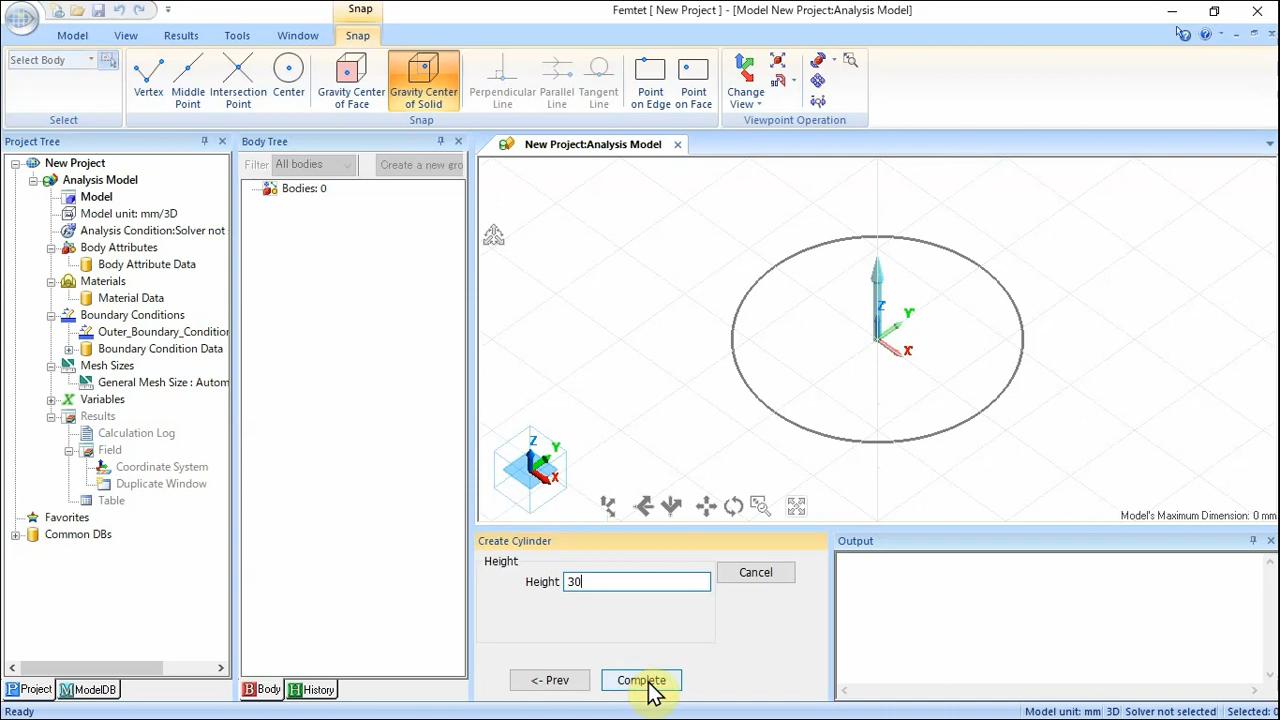 Snap
Femtet [ New Project ] - [Model New Project:Analysis Model]
Model
View
Results
Tools
Window
Snap
Select Body
Vertex
Middle
Point
Intersection
Point
Center
Gravity Center
of Face
Gravity Center
of Solid
Perpendicular
Line
Parallel
Line
Tangent
Line
Point
on Edge
Point
on Face
Change
View
Select
Snap
Viewpoint Operation
Project Tree
New Project
Analysis Model
Model
Model unit: mm/3D
Analysis Condition:Solver not
Body Attributes
Body Attribute Data
Materials
Material Data
Boundary Conditions
Outer_Boundary_Condition
Boundary Condition Data
Mesh Sizes
General Mesh Size : Autom
X Variables
Results
Calculation Log
Field
Coordinate System
Duplicate Window
Table
Favorites
Common DBs
Project
ModelDB
Body Tree
Filter All bodies
Create a new gro
Bodies: 0
Body
History
New Project:Analysis Model
Z
Y
X
Z
Y
X
Model's Maximum Dimension: 0 mm
Create Cylinder
Height
Height 30
Cancel
<- Prev
Complete
Output
Ready
Model unit: mm 3D Solver not selected Selected: 0